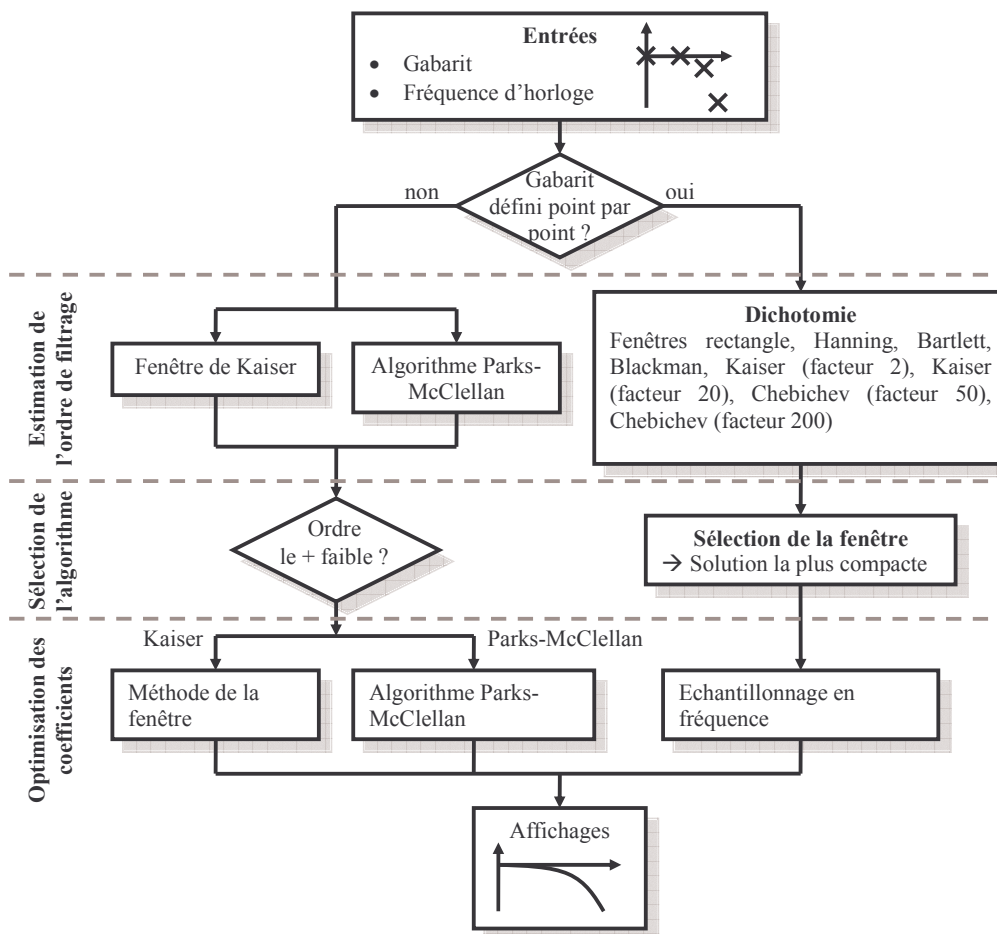 Entrées
• Gabarit
• Fréquence d’horloge
Gabarit
défini point par
point ?
non
oui
Estimation de
l’ordre de filtrage
Fenêtre de Kaiser
Algorithme Parks-
McClellan
Dichotomie
Fenêtres rectangle, Hanning, Bartlett,
Blackman, Kaiser (facteur 2), Kaiser
(facteur 20), Chebichev (facteur 50),
Chebichev (facteur 200)
Sélection de
l’algorithme
Ordre
le + faible ?
Sélection de la fenêtre
→ Solution la plus compacte
Optimisation des
coefficients
Kaiser
Parks-McClellan
Méthode de la
fenêtre
Algorithme Parks-
McClellan
Echantillonnage en
fréquence
Affichages